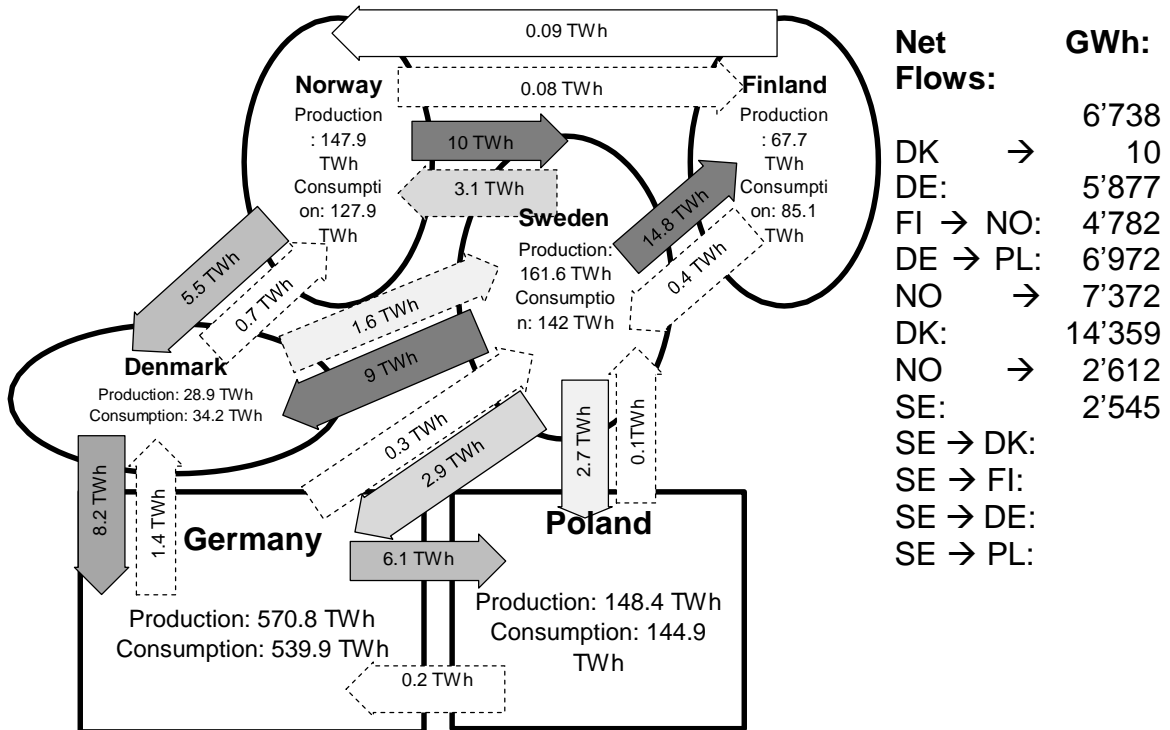 0.09 TWh
0.08 TWh
Norway
Production
: 147.9
TWh
Consumpti
on: 127.9
TWh
Finland
Production
: 67.7
TWh
Consumpti
on: 85.1
TWh
10 TWh
3.1 TWh
Sweden
Production:
161.6 TWh
Consumptio
n: 142 TWh
14.8 TWh
0.4 TWh
5.5 TWh
0.7 TWh
1.6 TWh
9 TWh
Denmark
Production: 28.9 TWh
Consumption: 34.2 TWh
0.3 TWh
2.9 TWh
2.7 TWh
0.1TWh
8.2 TWh
1.4 TWh
Germany
6.1 TWh
Production: 570.8 TWh
Consumption: 539.9 TWh
Poland
Production: 148.4 TWh
Consumption: 144.9
TWh
0.2 TWh
Net GWh:
Flows:
6’738
DK → 10
DE: 5’877
FI → NO: 4’782
DE → PL: 6’972
NO → 7’372
DK: 14’359
NO → 2’612
SE: 2’545
SE → DK:
SE → FI:
SE → DE:
SE → PL: